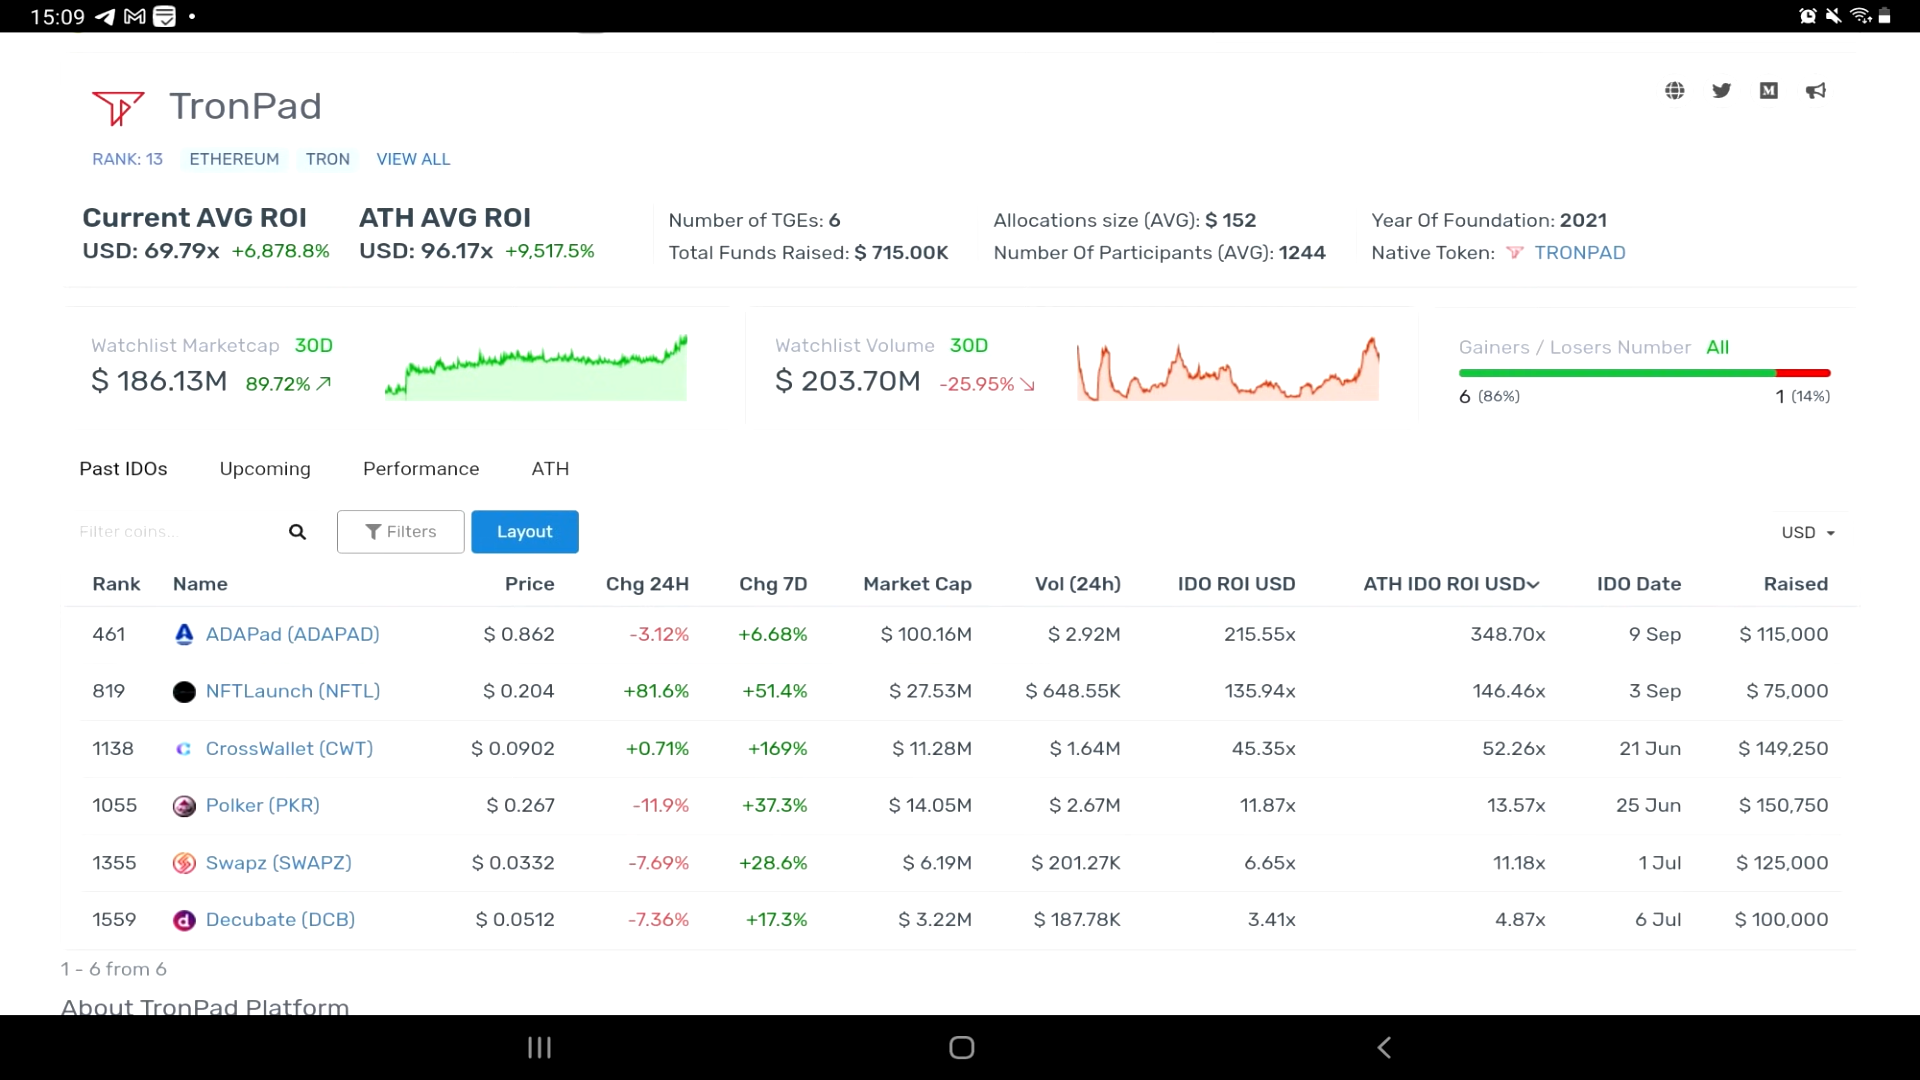 15:09
TronPad
RANK: 13 ETHEREUM TRON VIEW ALL
Current AVG ROI
USD: 69.79x +6,878.8%
ATH AVG ROI
USD: 96.17x +9,517.5%
Number of TGEs: 6
Total Funds Raised: $ 715.00K
Allocations size (AVG): $ 152
Number Of Participants (AVG): 1244
Year Of Foundation: 2021
Native Token: TRONPAD
Watchlist Marketcap 30D
$ 186.13M 89.72%
Watchlist Volume 30D
$ 203.70M -25.95%
Gainers / Losers Number All
6 (86%) 1 (14%)
Past IDOs Upcoming Performance ATH
Filter coins... Filters Layout USD
Rank Name Price Chg 24H Chg 7D Market Cap Vol (24h) IDO ROI USD ATH IDO ROI USD IDO Date Raised
461 ADAPad (ADAPAD) $ 0.862 -3.12% +6.68% $ 100.16M $ 2.92M 215.55x 348.70x 9 Sep $ 115,000
819 NFTLaunch (NFTL) $ 0.204 +81.6% +51.4% $ 27.53M $ 648.55K 135.94x 146.46x 3 Sep $ 75,000
1138 CrossWallet (CWT) $ 0.0902 +0.71% +169% $ 11.28M $ 1.64M 45.35x 52.26x 21 Jun $ 149,250
1055 Polker (PKR) $ 0.267 -11.9% +37.3% $ 14.05M $ 2.67M 11.87x 13.57x 25 Jun $ 150,750
1355 Swapz (SWAPZ) $ 0.0332 -7.69% +28.6% $ 6.19M $ 201.27K 6.65x 11.18x 1 Jul $ 125,000
1559 Decubate (DCB) $ 0.0512 -7.36% +17.3% $ 3.22M $ 187.78K 3.41x 4.87x 6 Jul $ 100,000
1 - 6 from 6
About TronPad Platform